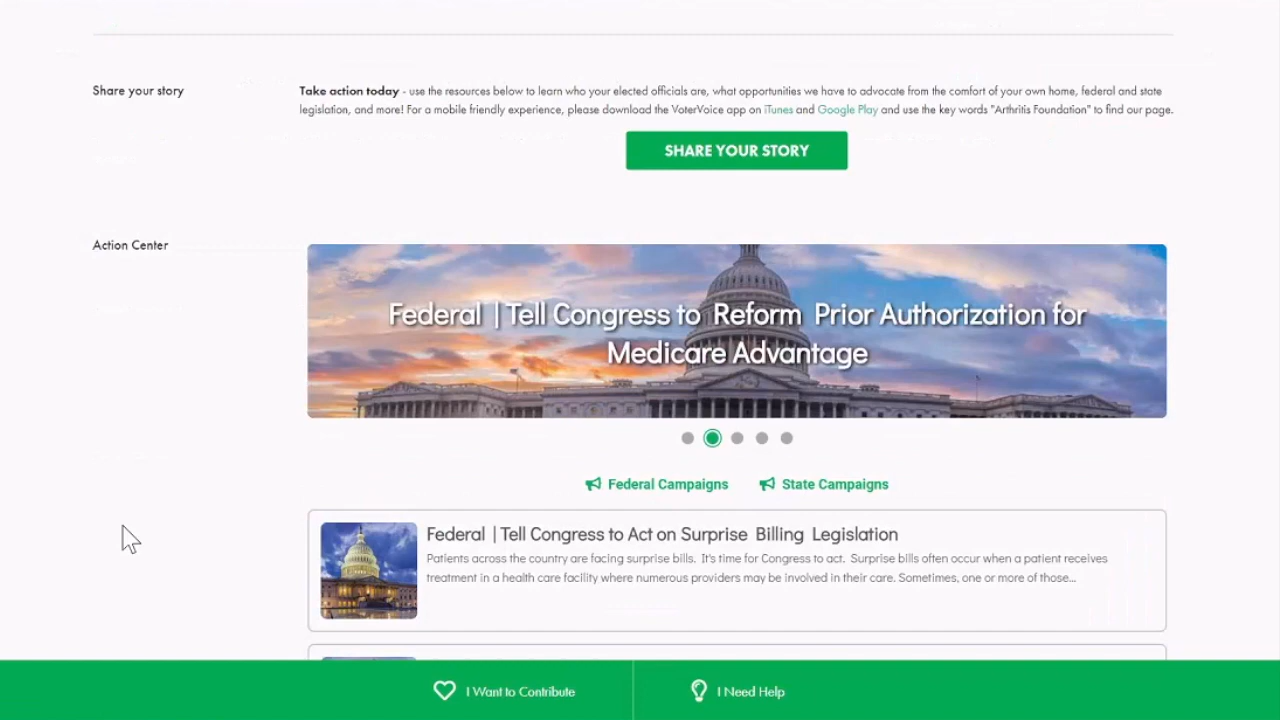 Share your story
Take action today - use the resources below to learn who your elected officials are, what opportunities we have to advocate from the comfort of your own home, federal and state
legislation, and more! For a mobile friendly experience, please download the VoterVoice app on iTunes and Google Play and use the key words "Arthritis Foundation" to find our page.
SHARE YOUR STORY
Action Center
Federal | Tell Congress to Reform Prior Authorization for
Medicare Advantage
Federal Campaigns State Campaigns
Federal | Tell Congress to Act on Surprise Billing Legislation
Patients across the country are facing surprise bills. It's time for Congress to act. Surprise bills often occur when a patient receives
treatment in a health care facility where numerous providers may be involved in their care. Sometimes, one or more of those...
I Want to Contribute I Need Help